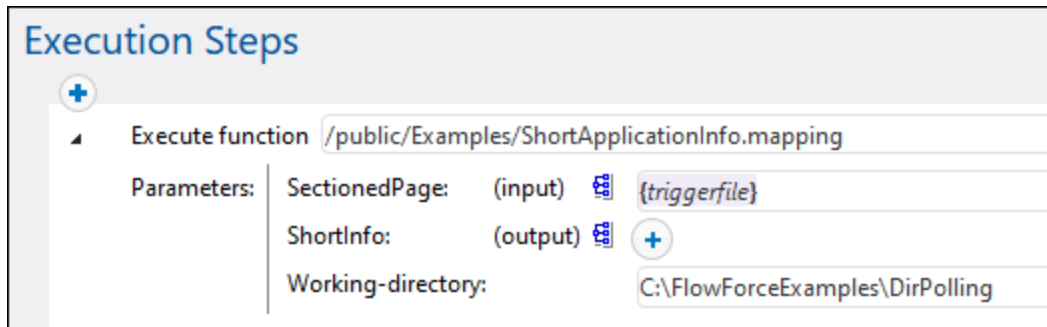 Execution Steps
Execute function /public/Examples/ShortApplicationInfo.mapping
Parameters: SectionedPage: (input) {triggerfile}
ShortInfo: (output)
Working-directory: C:\FlowForceExamples\DirPolling